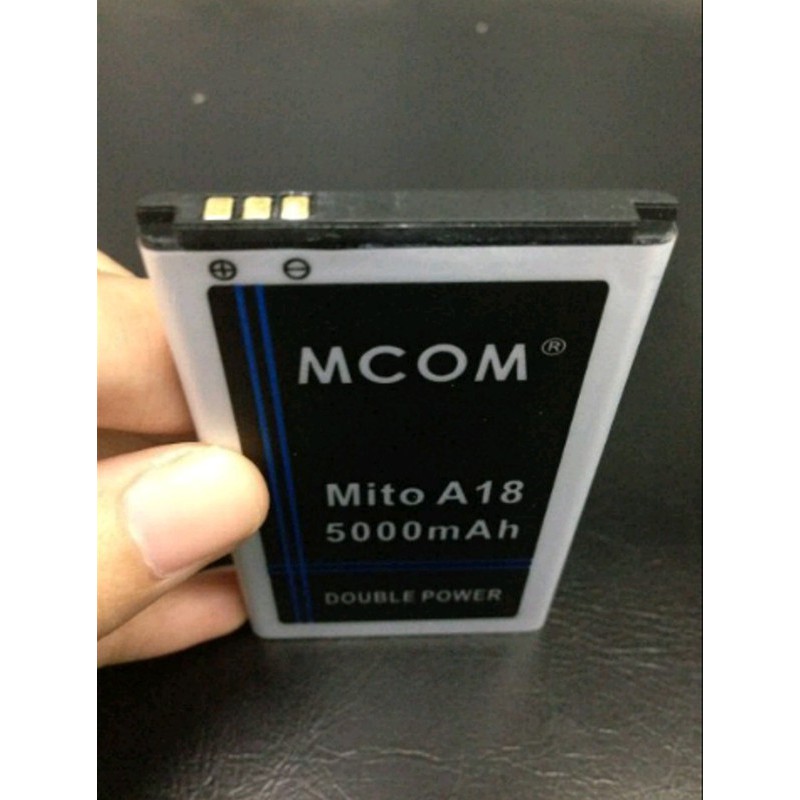 ⊕ ⊖
MCOM®
Mito A18
5000mAh
DOUBLE POWER